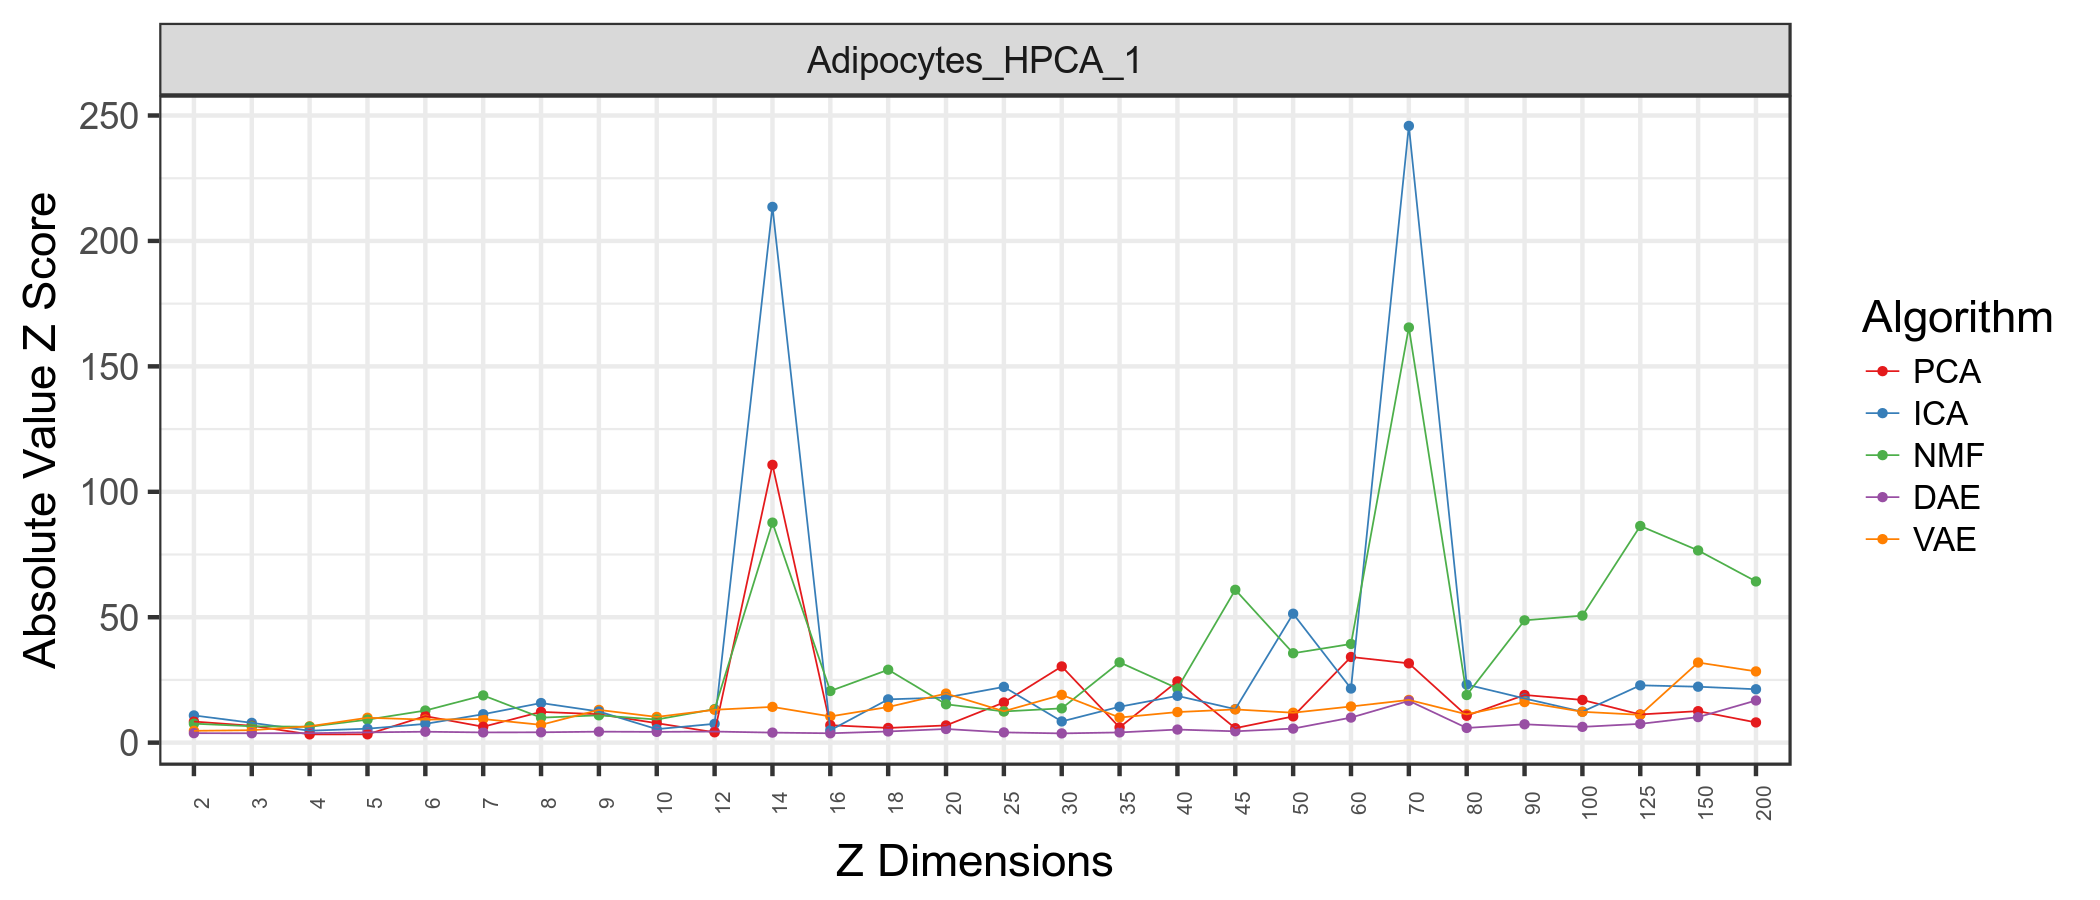 Adipocytes_HPCA_1
250
200
150
100
50
0
Absolute Value Z Score
2 3 4 5 6 7 8 9 10 12 14 16 18 20 25 30 35 40 45 50 60 70 80 90 100 125 150 200
Z Dimensions
Algorithm
PCA
ICA
NMF
DAE
VAE